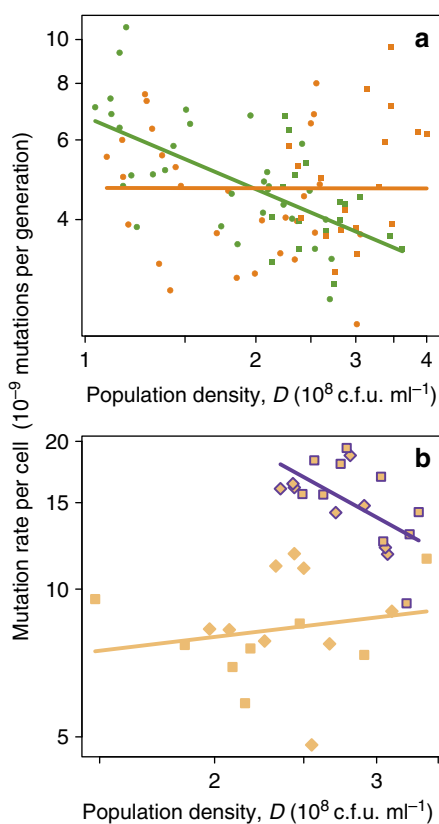 10
a
6
4
1
2
3
4
Population density, D (10⁸ c.f.u. ml⁻¹)
Mutation rate per cell (10⁻⁹ mutations per generation)
20
b
15
10
5
2
3
Population density, D (10⁸ c.f.u. ml⁻¹)